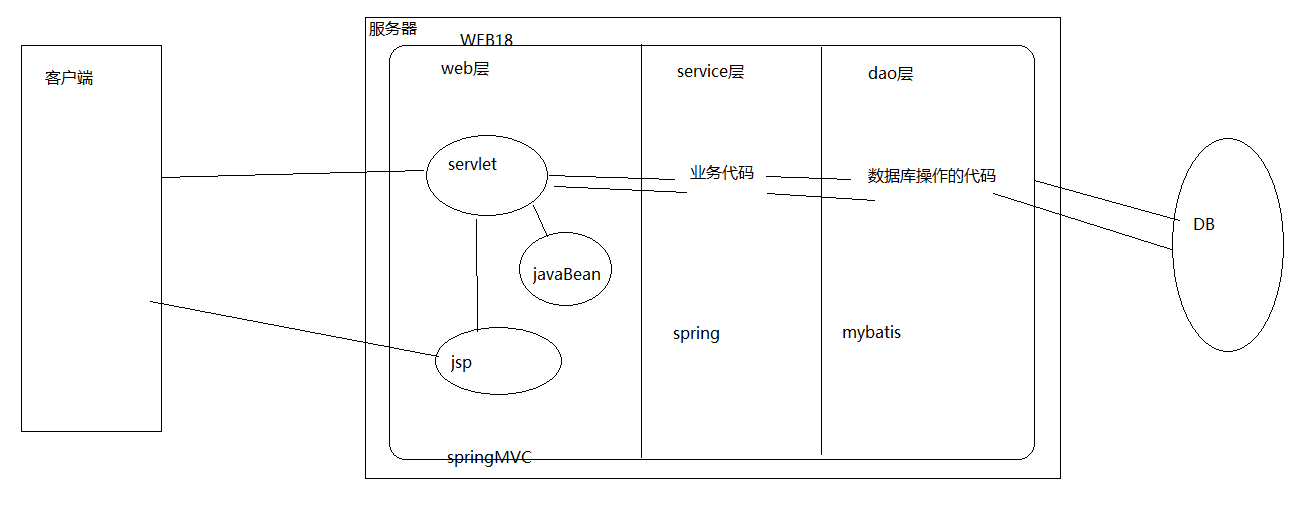 服务器
WEB18
客户端
web层
service层
dao层
servlet
业务代码
数据库操作的代码
DB
javaBean
jsp
spring
mybatis
springMVC